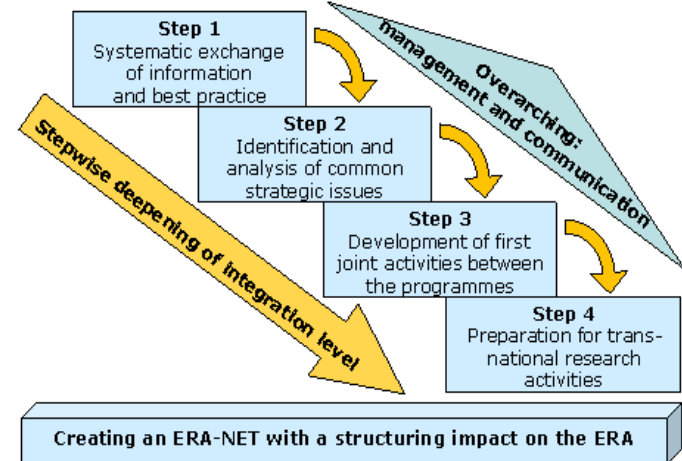 Step 1
Systematic exchange
of information
and best practice
Overarching:
management and communication
Step 2
Identification and
analysis of common
strategic issues
Stepwise deepening of integration level
Step 3
Development of first
joint activities between
the programmes
Step 4
Preparation for trans-
national research
activities
Creating an ERA-NET with a structuring impact on the ERA